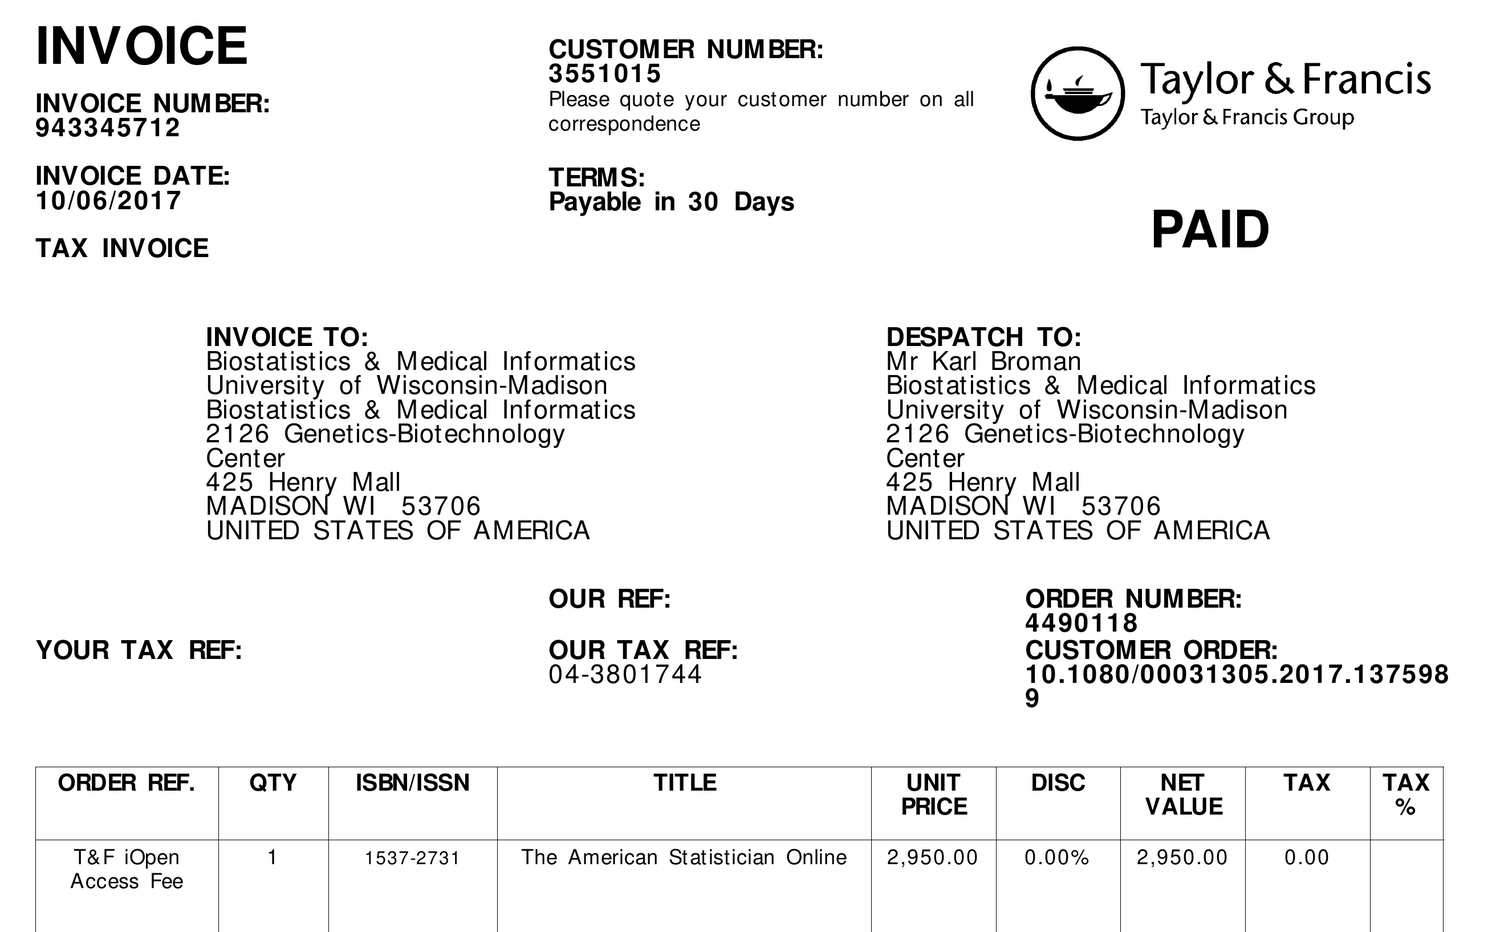 INVOICE
INVOICE NUMBER:
943345712
INVOICE DATE:
10/06/2017
TAX INVOICE
CUSTOMER NUMBER:
3551015
Please quote your customer number on all
correspondence
TERMS:
Payable in 30 Days
Taylor & Francis
Taylor & Francis Group
PAID
INVOICE TO:
Biostatistics & Medical Informatics
University of Wisconsin-Madison
Biostatistics & Medical Informatics
2126 Genetics-Biotechnology
Center
425 Henry Mall
MADISON WI 53706
UNITED STATES OF AMERICA
DESPATCH TO:
Mr Karl Broman
Biostatistics & Medical Informatics
University of Wisconsin-Madison
2126 Genetics-Biotechnology
Center
425 Henry Mall
MADISON WI 53706
UNITED STATES OF AMERICA
YOUR TAX REF:
OUR REF:
OUR TAX REF:
04-3801744
ORDER NUMBER:
4490118
CUSTOMER ORDER:
10.1080/00031305.2017.137598
9
ORDER REF. QTY ISBN/ISSN TITLE UNIT DISC NET TAX TAX
PRICE VALUE %
T&F iOpen 1 1537-2731 The American Statistician Online 2,950.00 0.00% 2,950.00 0.00
Access Fee